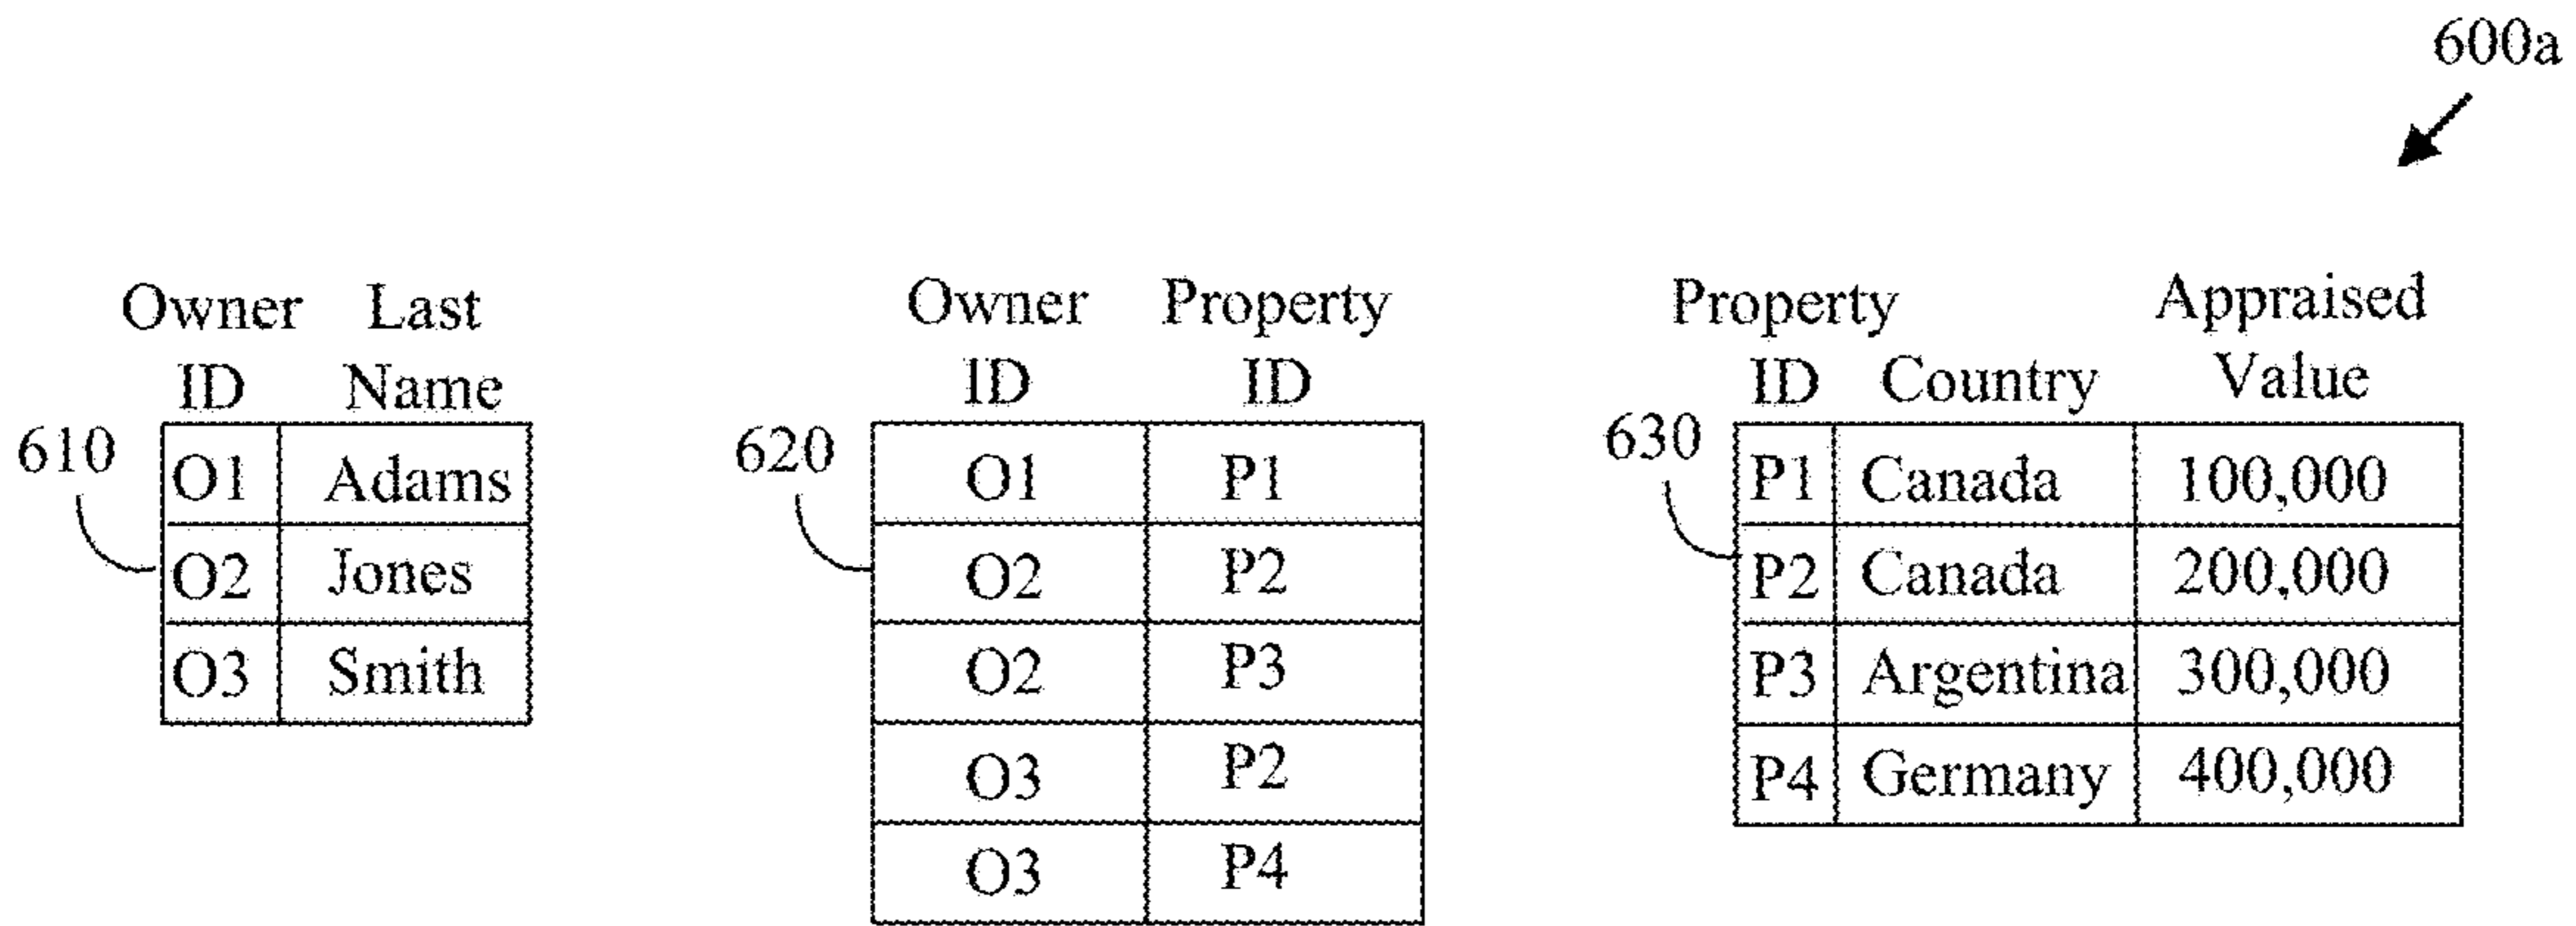 600a
Owner Last
ID Name
610
O1 Adams
O2 Jones
O3 Smith
Owner Property
ID ID
620
O1 P1
O2 P2
O2 P3
O3 P2
O3 P4
Property Appraised
ID Country Value
630
P1 Canada 100,000
P2 Canada 200,000
P3 Argentina 300,000
P4 Germany 400,000